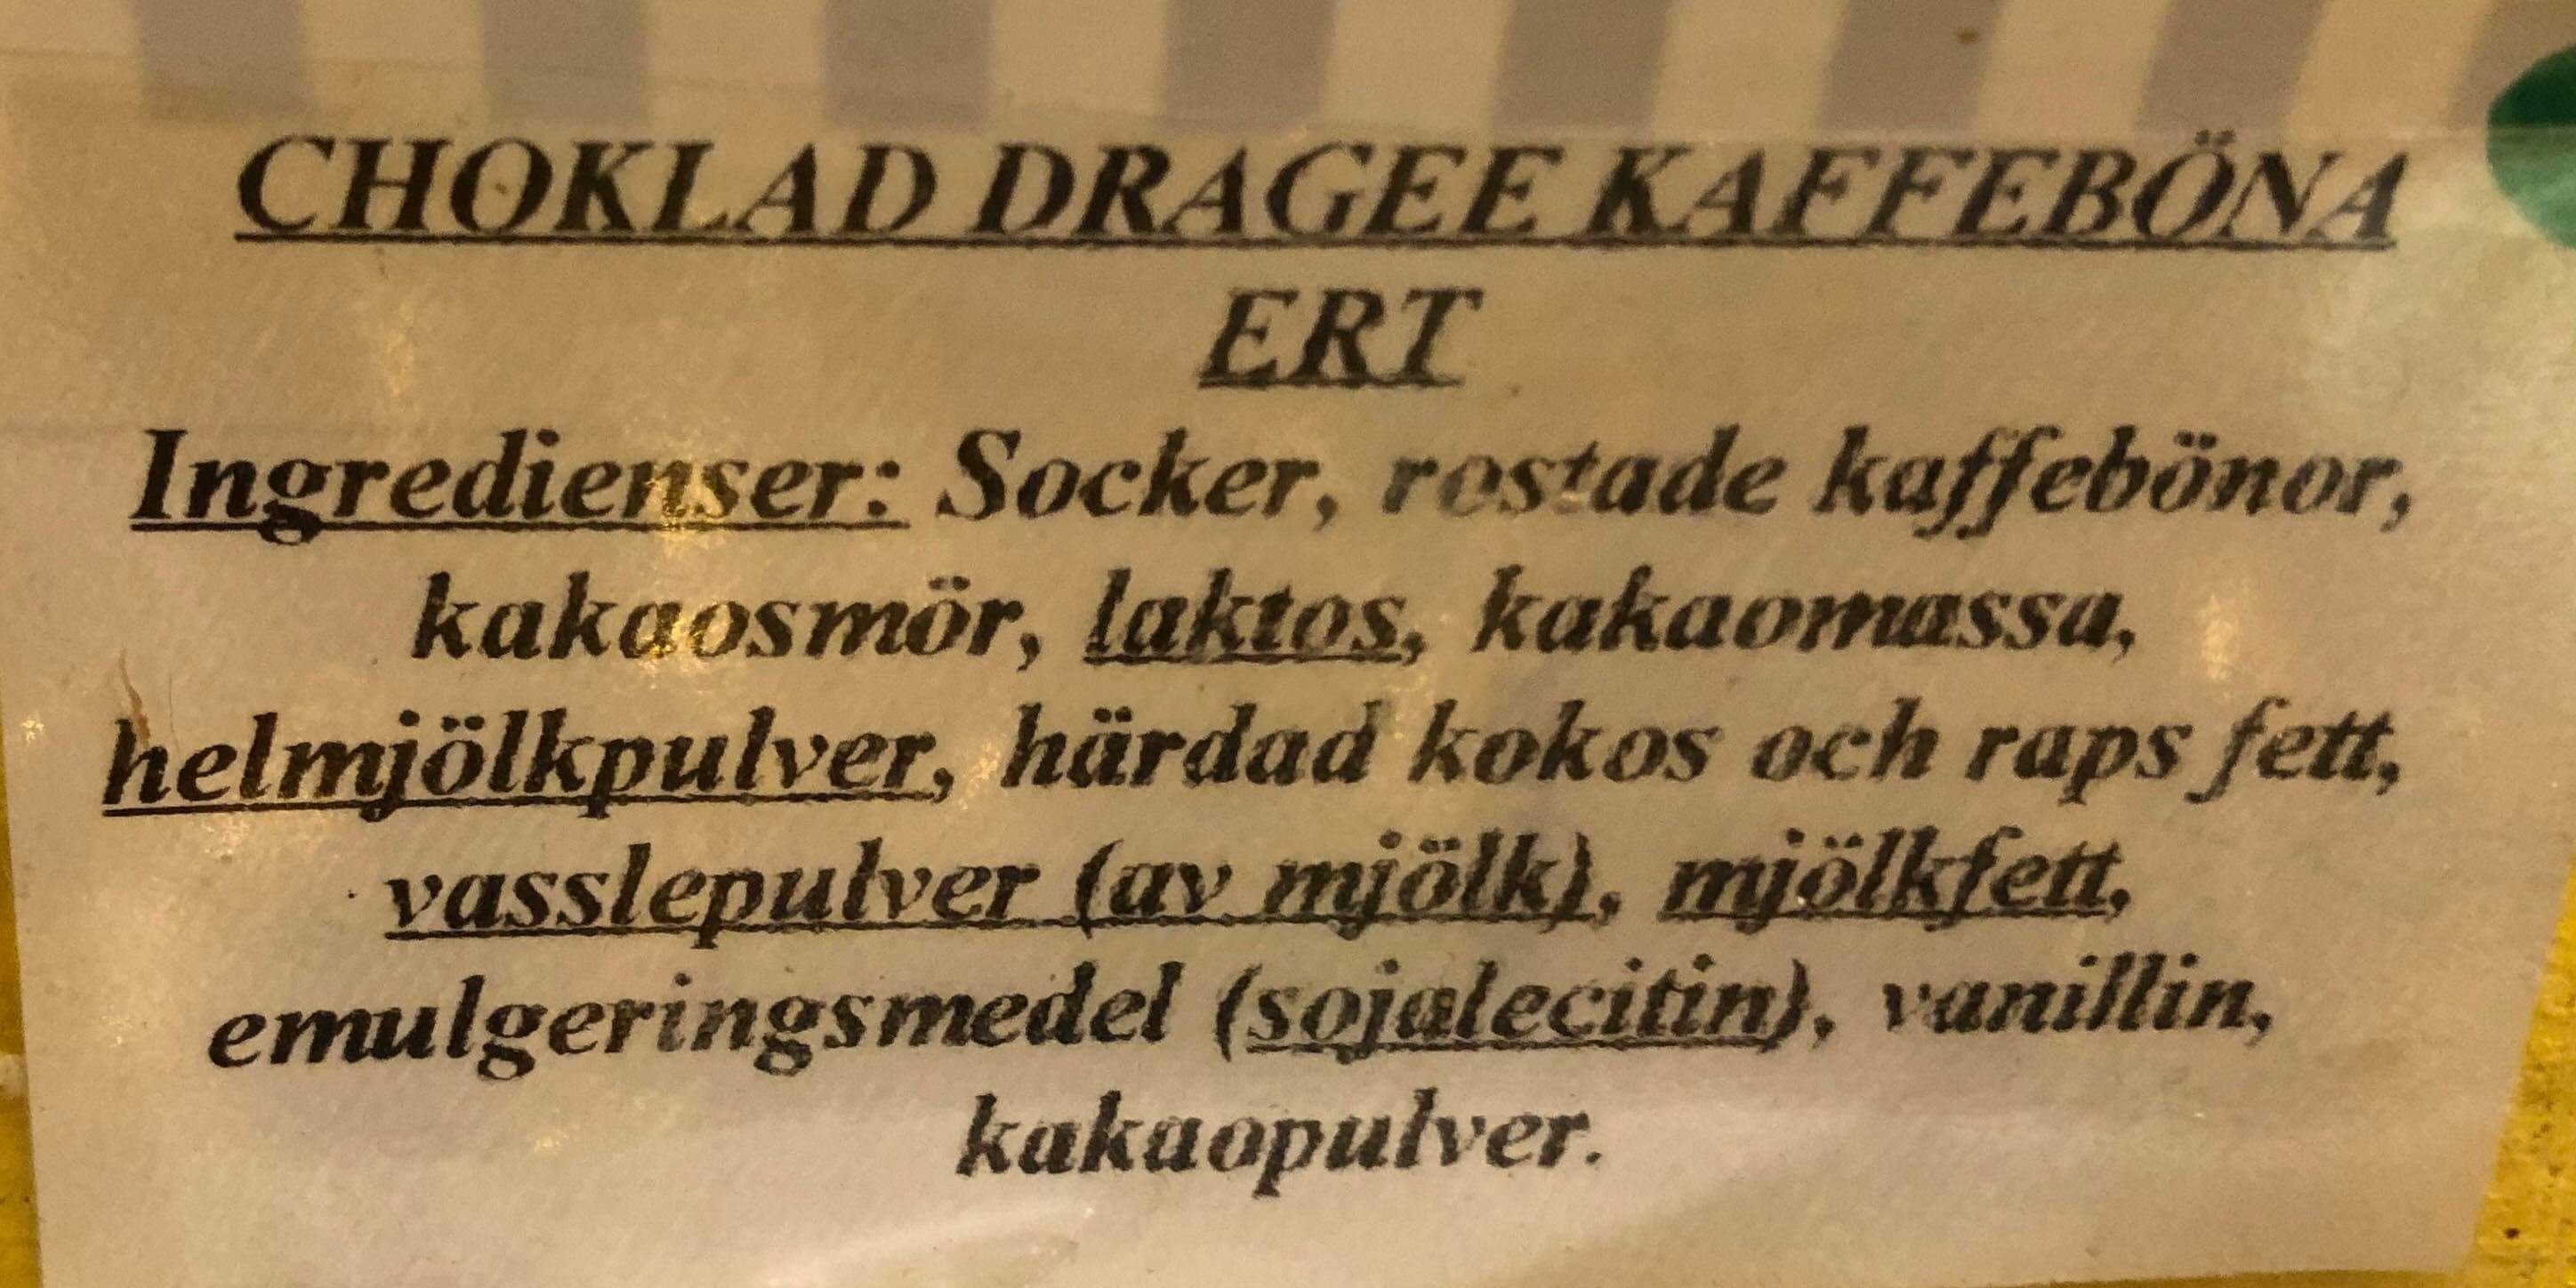 CHOKLAD DRAGEE KAFFEBÖNA
ERT
Ingredienser: Socker, rostade kaffebönor,
kakaosmör, laktos, kakaomassa,
helmjölkpulver, härdad kokos och raps fett,
vasslepulver (av mjölk), mjölkfett,
emulgeringsmedel (sojalecitin), vanillin,
kakaopulver.